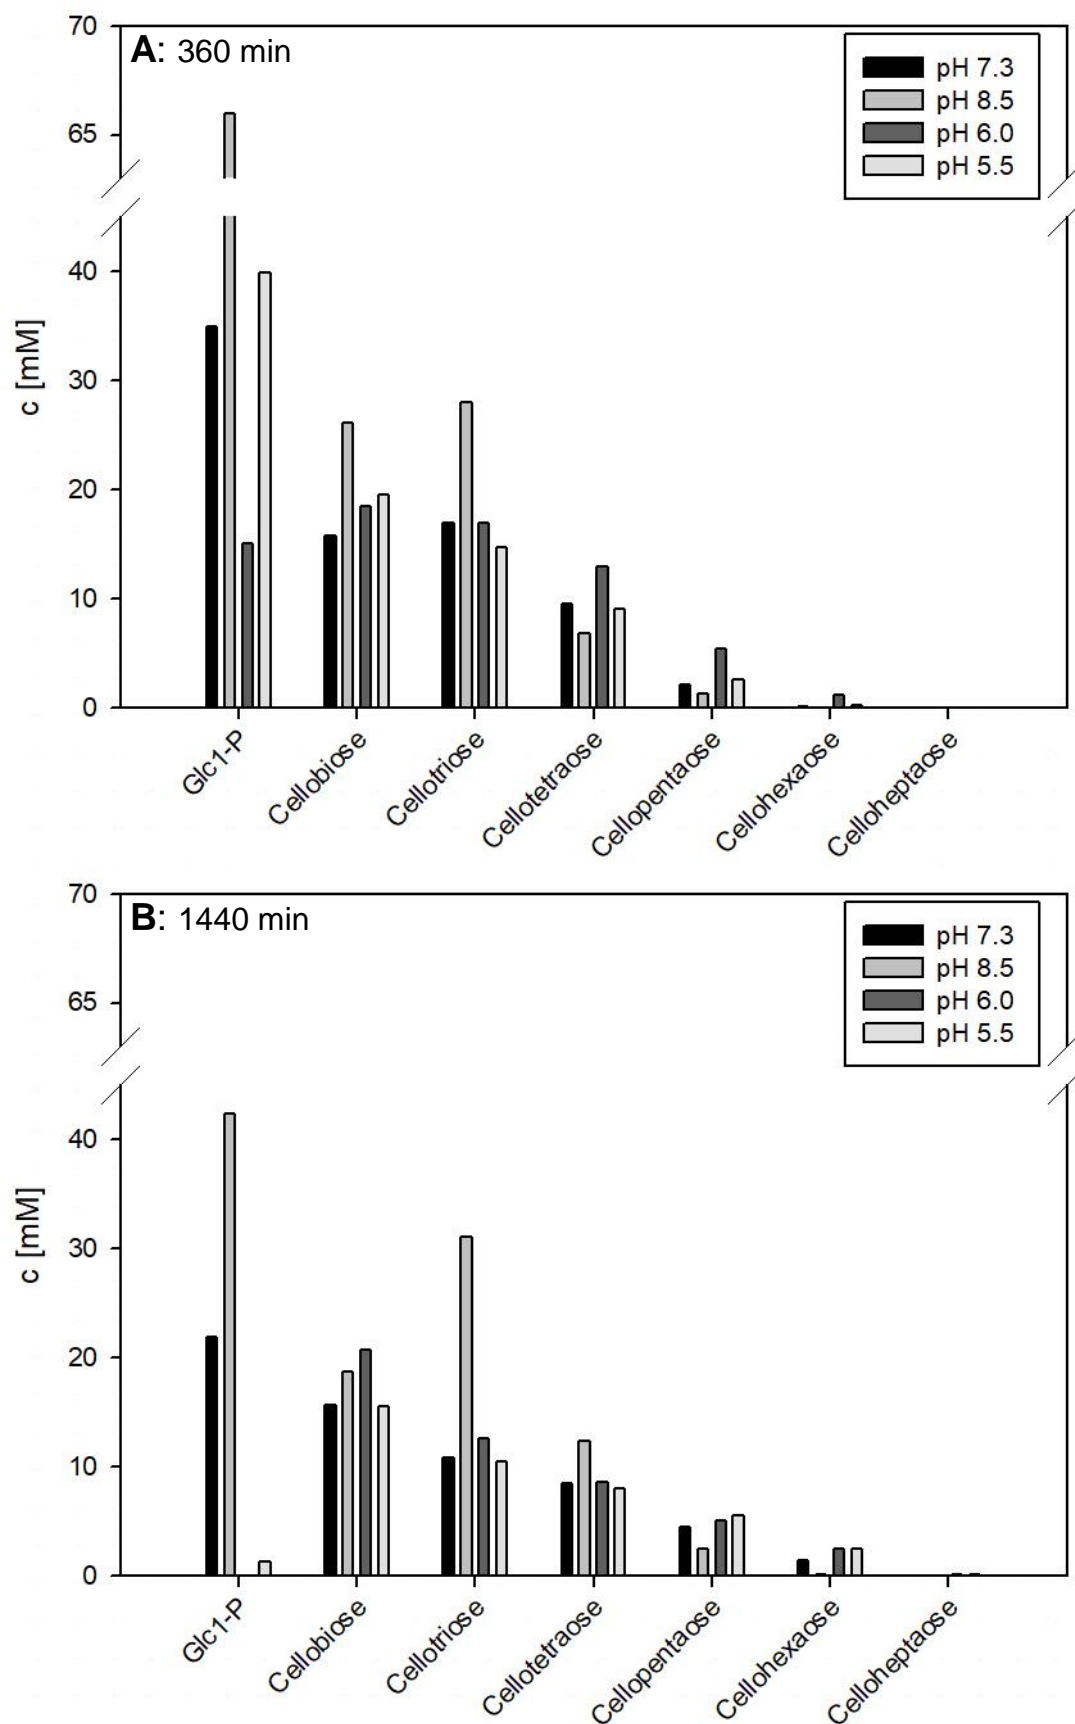 A: 360 min
70
65
40
30
20
10
0
c [mM]
pH 7.3
pH 8.5
pH 6.0
pH 5.5
Glc1-P
Cellobiose
Cellotriose
Cellotetraose
Cellopentaose
Cellohexaose
Celloheptaose
B: 1440 min
70
65
40
30
20
10
0
c [mM]
pH 7.3
pH 8.5
pH 6.0
pH 5.5
Glc1-P
Cellobiose
Cellotriose
Cellotetraose
Cellopentaose
Cellohexaose
Celloheptaose